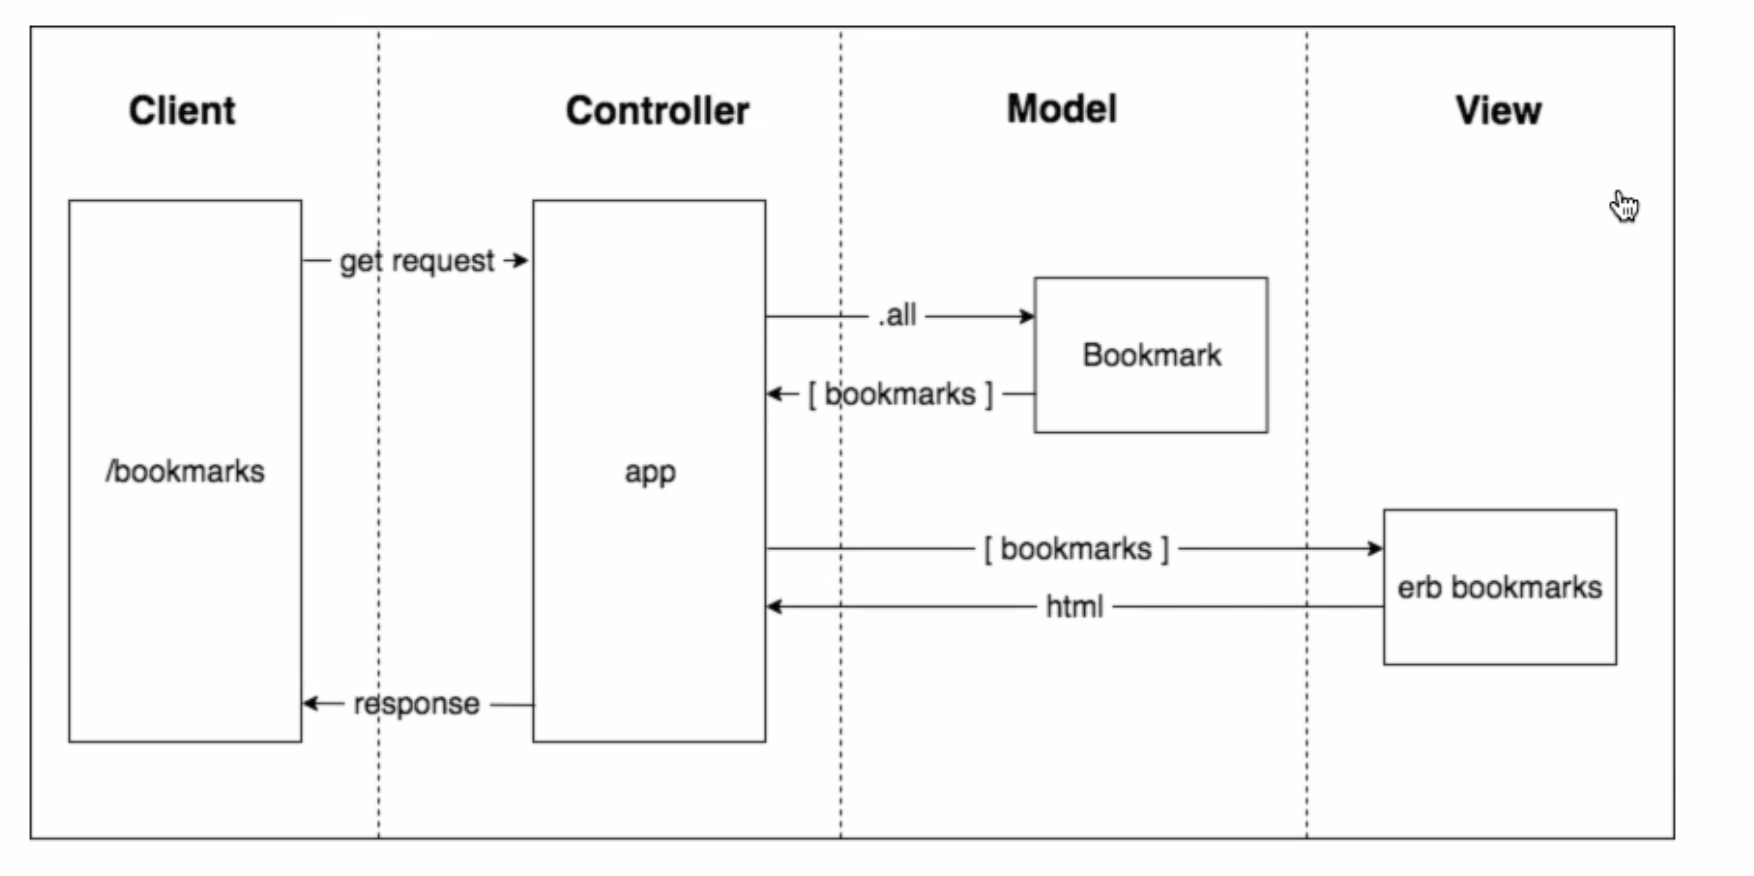 Client
Controller
Model
View
get request
.all
Bookmark
[ bookmarks ]
/bookmarks
app
[ bookmarks ]
erb bookmarks
html
response